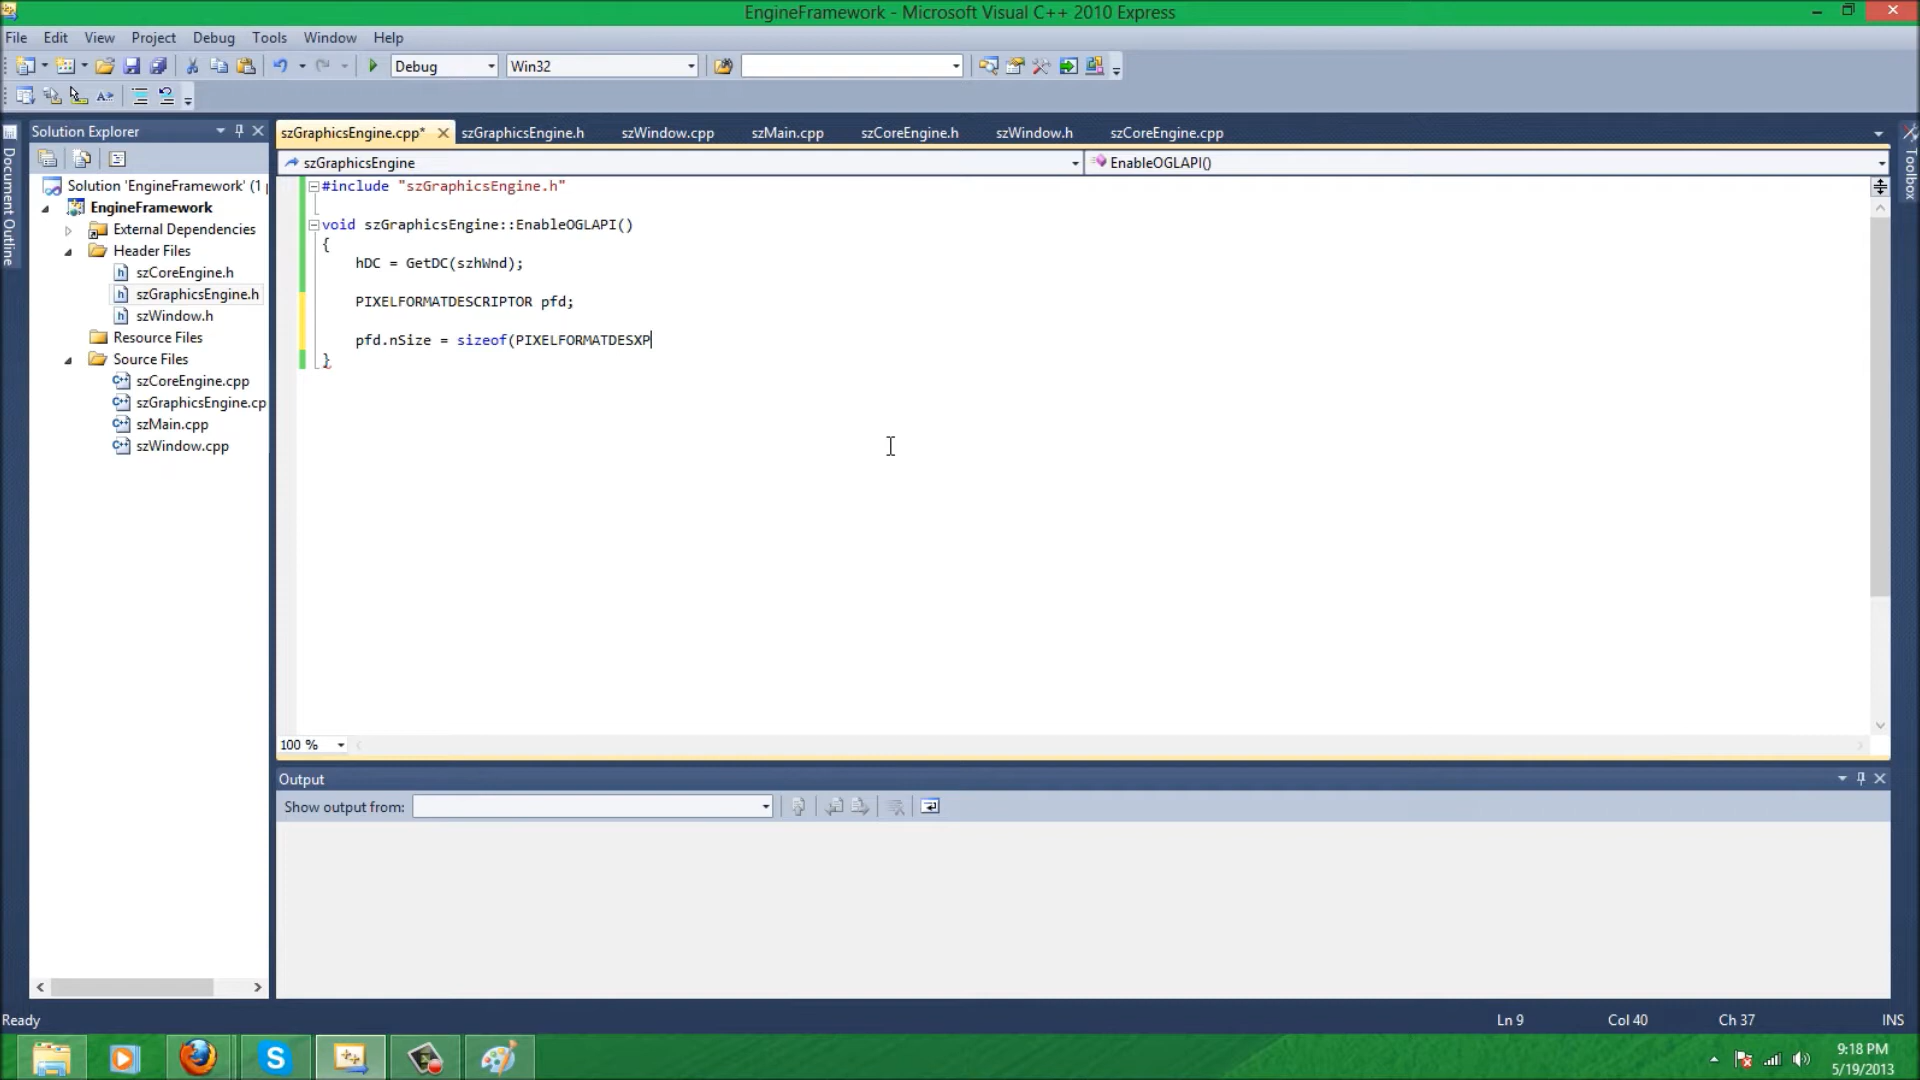 EngineFramework - Microsoft Visual C++ 2010 Express
File Edit View Project Debug Tools Window Help
Debug Win32
Solution Explorer
szGraphicsEngine.cpp* szGraphicsEngine.h szWindow.cpp szMain.cpp szCoreEngine.h szWindow.h szCoreEngine.cpp
szGraphicsEngine EnableOGLAPI()
Document Outline
Toolbox
Solution 'EngineFramework' (1 p
EngineFramework
External Dependencies
Header Files
szCoreEngine.h
szGraphicsEngine.h
szWindow.h
Resource Files
Source Files
szCoreEngine.cpp
szGraphicsEngine.cp
szMain.cpp
szWindow.cpp
#include "szGraphicsEngine.h"
void szGraphicsEngine::EnableOGLAPI()
{
hDC = GetDC(szhWnd);
PIXELFORMATDESCRIPTOR pfd;
pfd.nSize = sizeof(PIXELFORMATDESXP
}
100 %
Output
Show output from:
Ready Ln 9 Col 40 Ch 37 INS
9:18 PM
5/19/2013